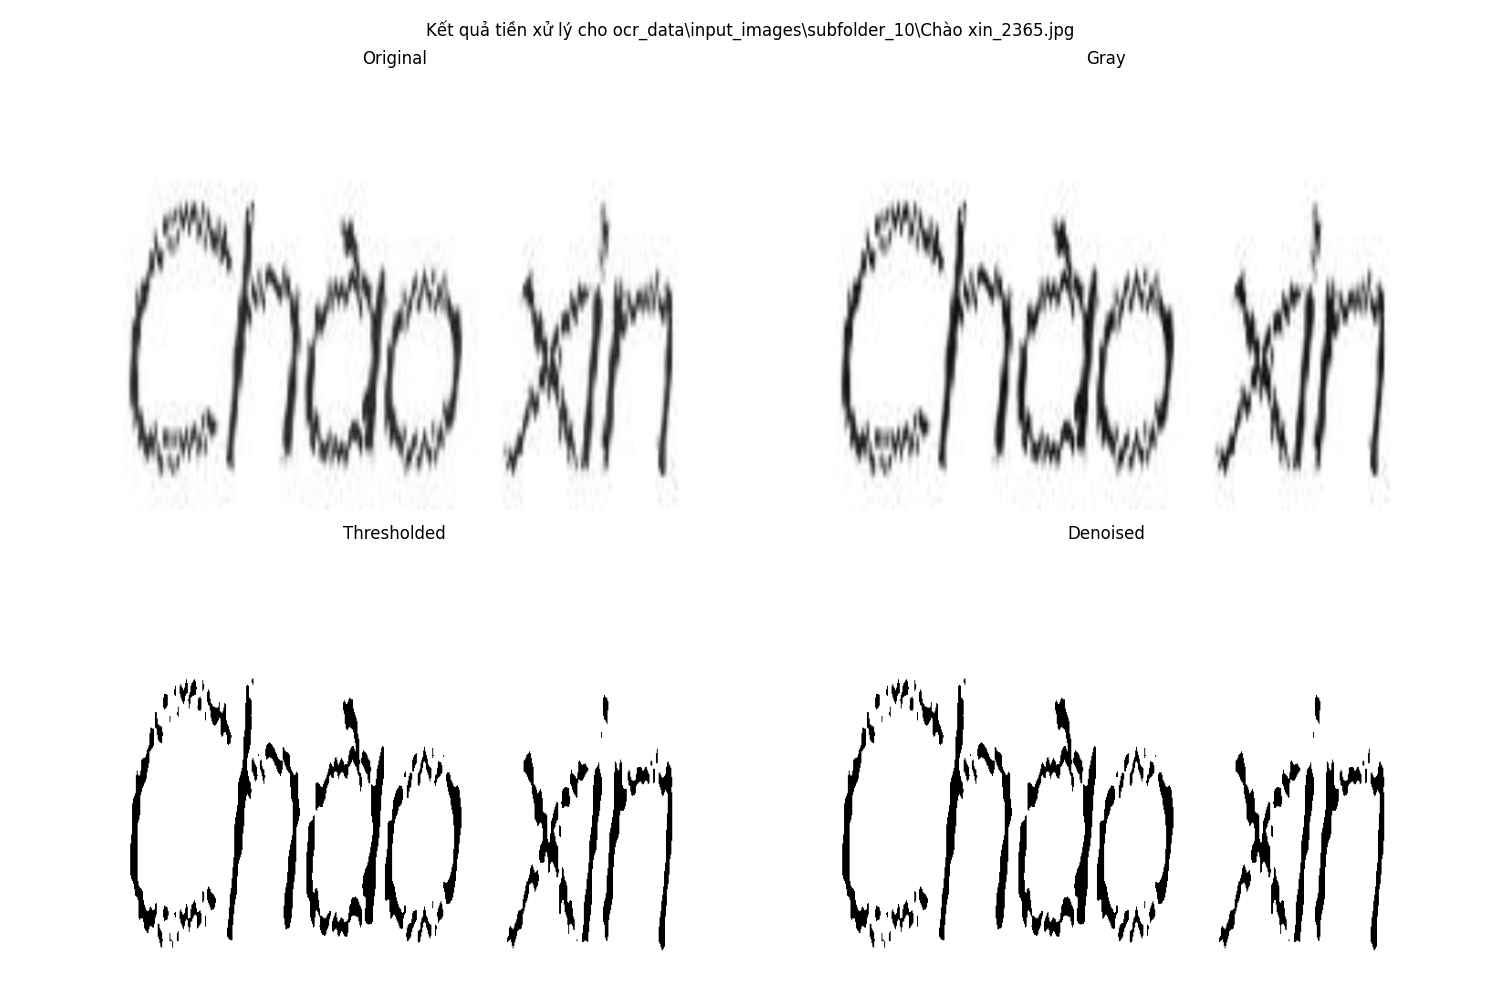 Kết quả tiền xử lý cho ocr_data\input_images\subfolder_10\Chào xin_2365.jpg
Original
Gray
Chào xin
Chào xin
Thresholded
Denoised
Chào xin
Chào xin